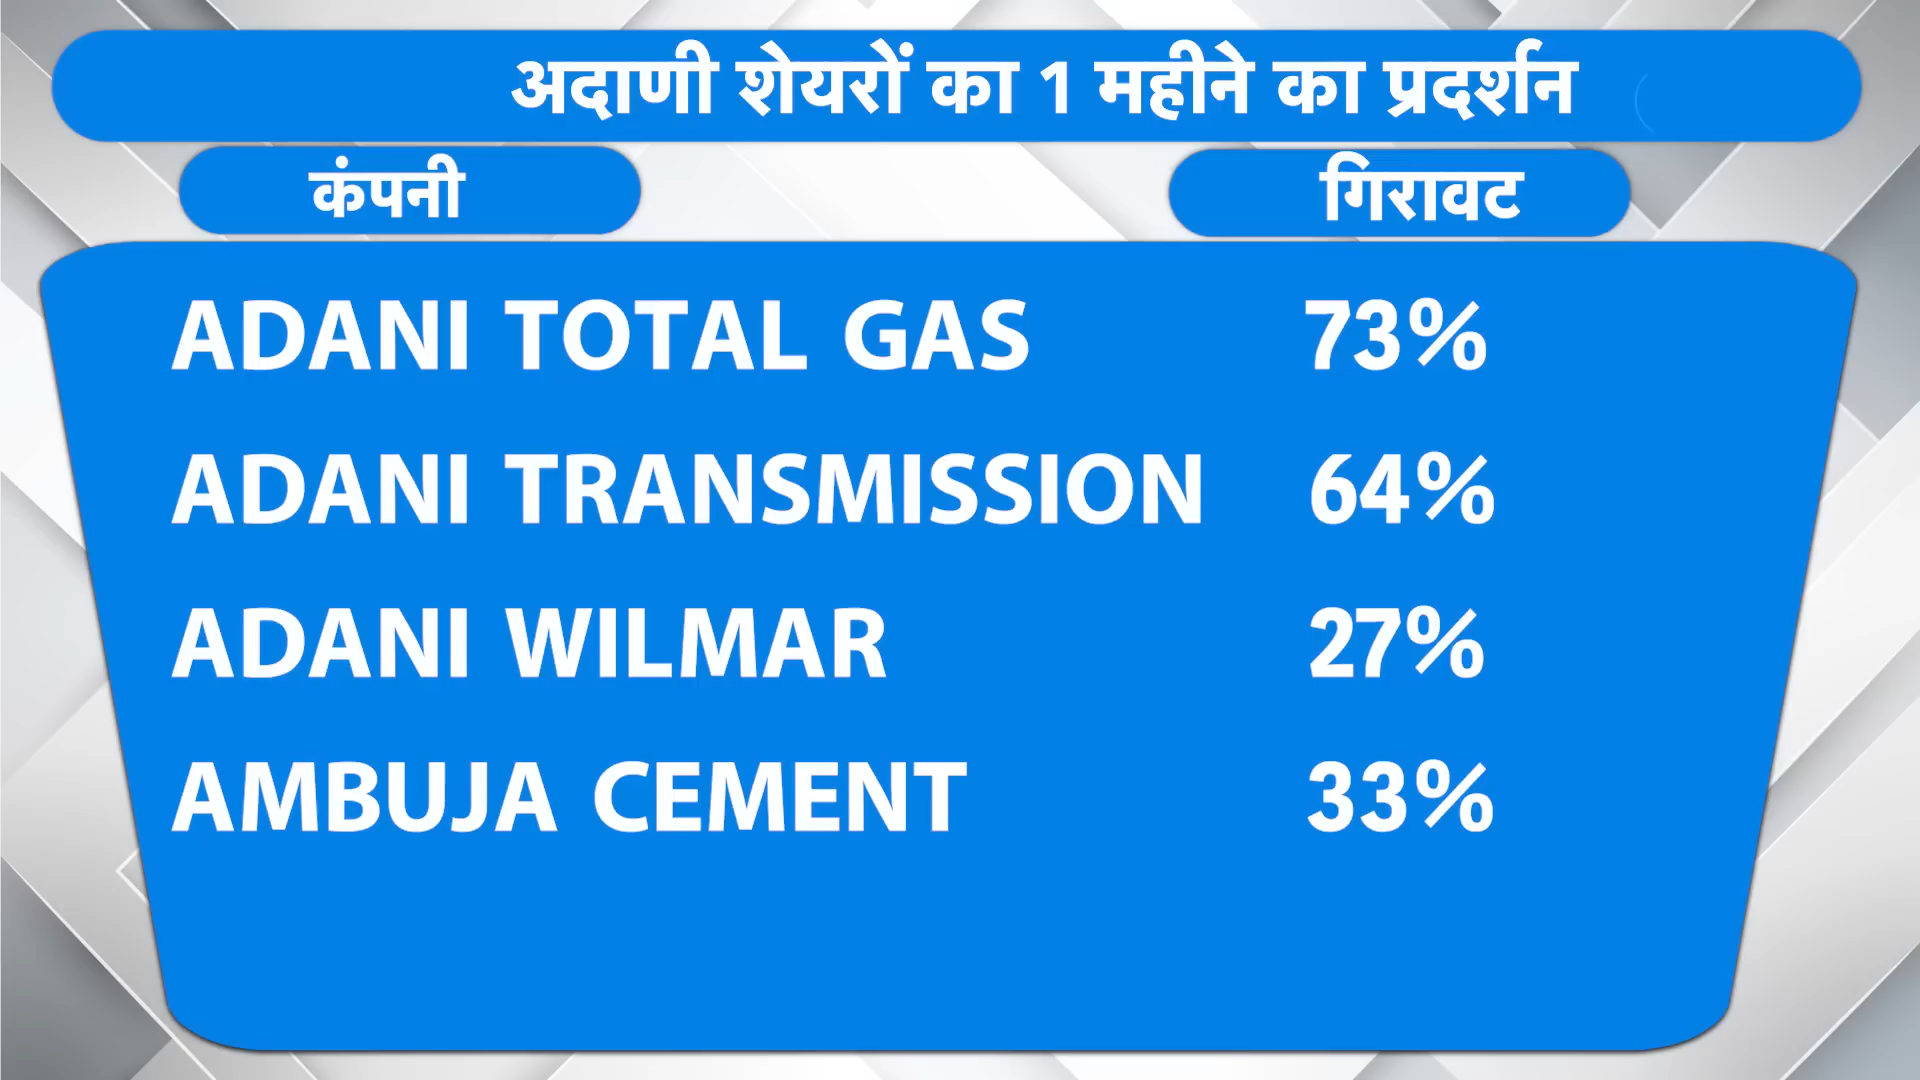 अदाणी शेयरों का 1 महीने का प्रदर्शन
कंपनी गिरावट
ADANI TOTAL GAS 73%
ADANI TRANSMISSION 64%
ADANI WILMAR 27%
AMBUJA CEMENT 33%